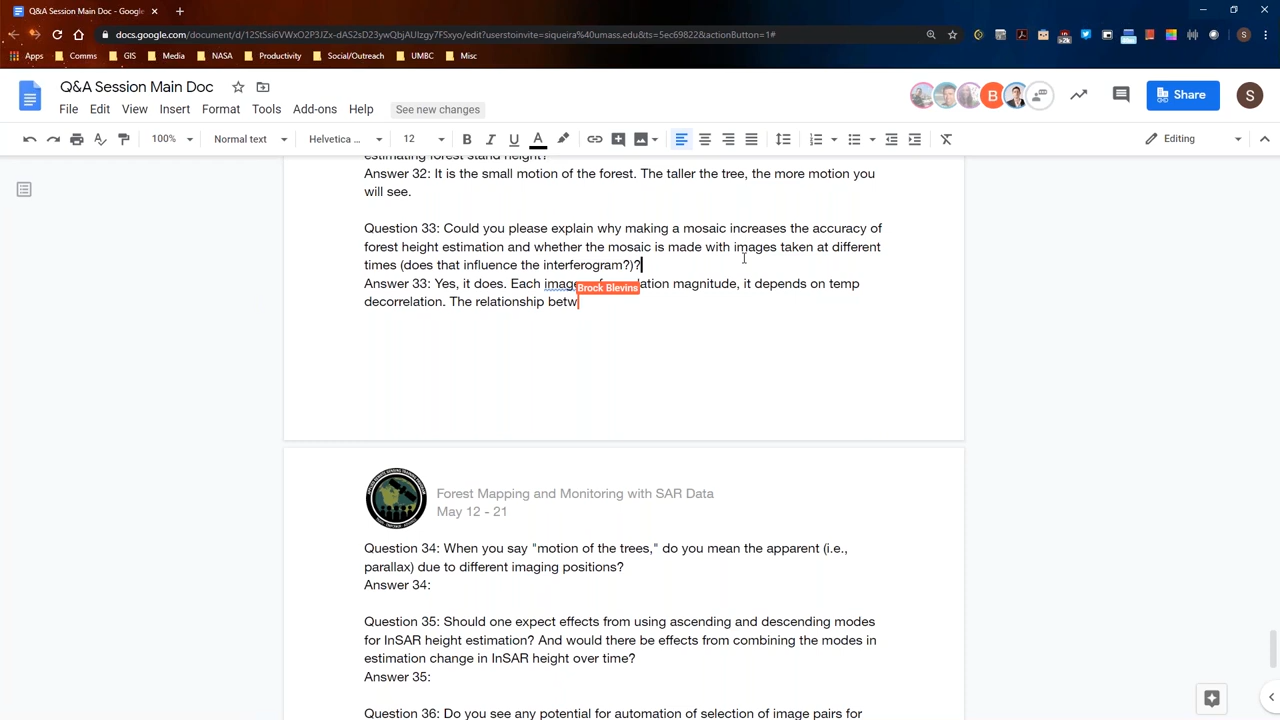 Q&A Session Main Doc - Google
docs.google.com/document/d/12StSsi6VWxO2P3JZx-dAS2sD23ywQbjAUIzgy7FSxyo/edit?userstoinvite=siqueira%40umass.edu&ts=5ec69822&actionButton=1#
Apps Comms GIS Media NASA Productivity Social/Outreach UMBC Misc
Q&A Session Main Doc
File Edit View Insert Format Tools Add-ons Help See new changes
B Share S
100% Normal text Helvetica ... 12 B I U A Editing
estimating forest stand height?
Answer 32: It is the small motion of the forest. The taller the tree, the more motion you
will see.
Question 33: Could you please explain why making a mosaic increases the accuracy of
forest height estimation and whether the mosaic is made with images taken at different
times (does that influence the interferogram?)?
Answer 33: Yes, it does. Each image magnitude, it depends on temp
Brock Blevins
decorrelation. The relationship betw
Forest Mapping and Monitoring with SAR Data
May 12 - 21
Question 34: When you say "motion of the trees," do you mean the apparent (i.e.,
parallax) due to different imaging positions?
Answer 34:
Question 35: Should one expect effects from using ascending and descending modes
for InSAR height estimation? And would there be effects from combining the modes in
estimation change in InSAR height over time?
Answer 35:
Question 36: Do you see any potential for automation of selection of image pairs for